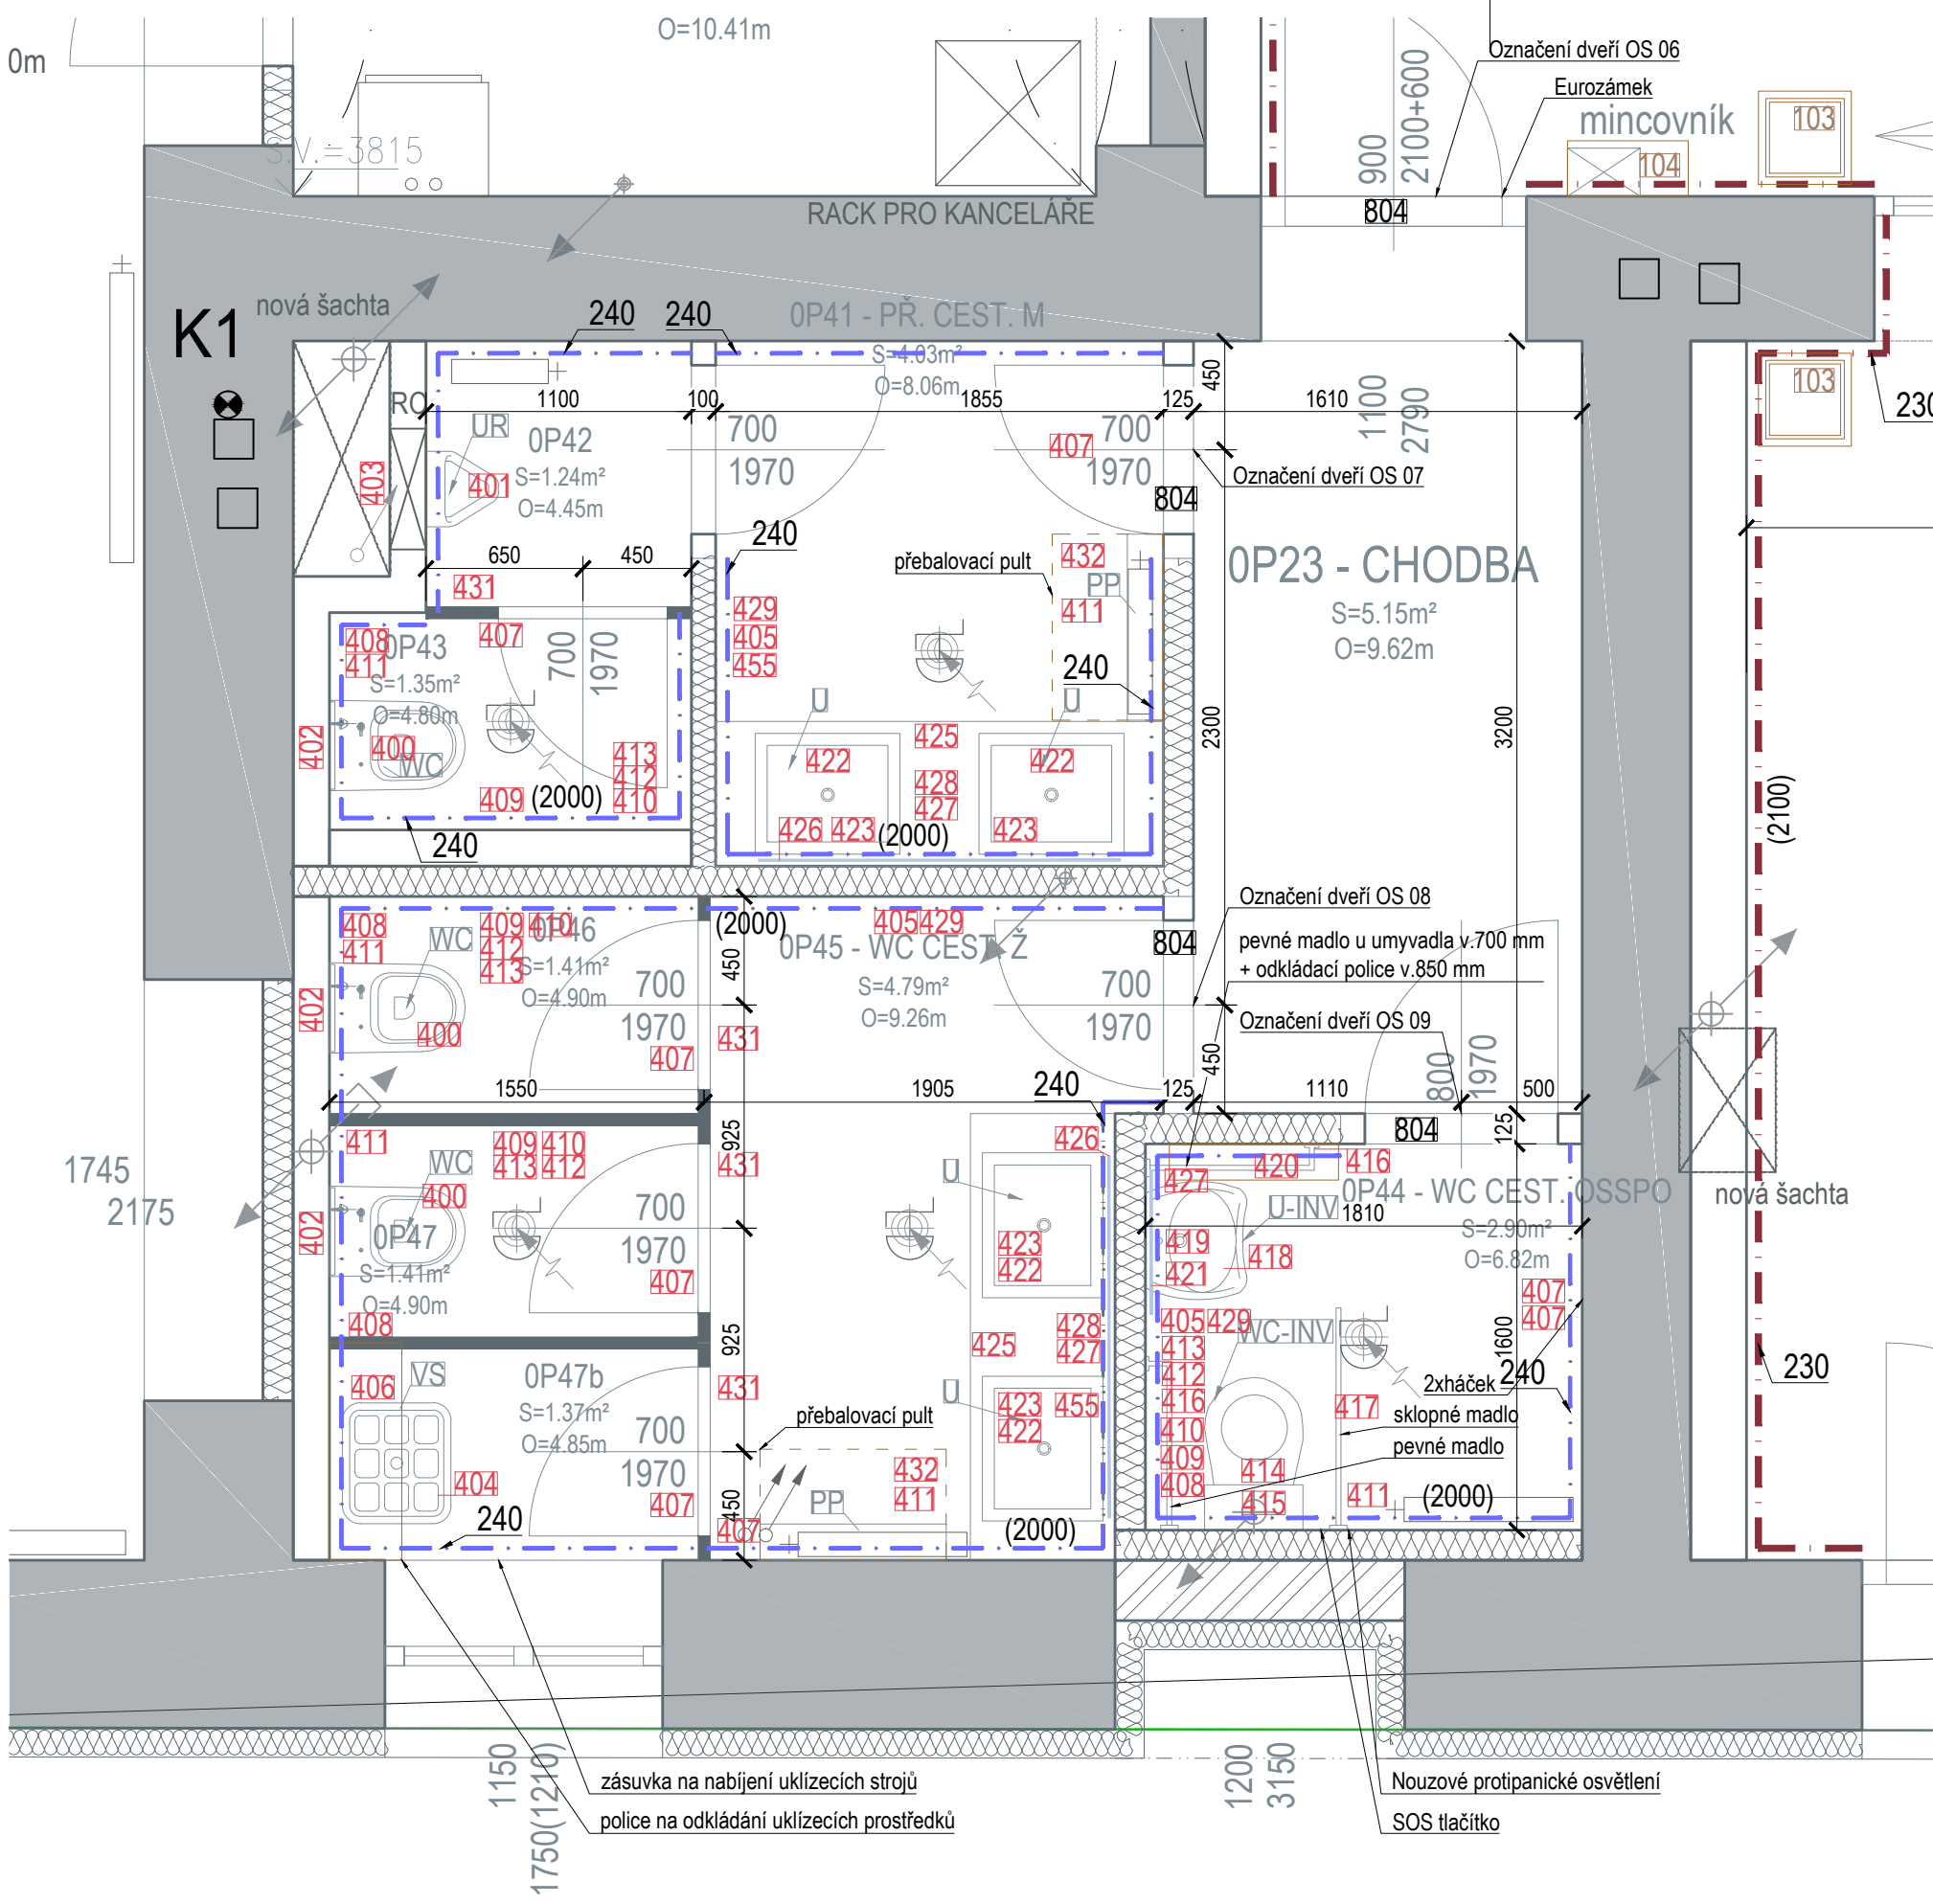 O=10.41m
0m
Označení dveří OS 06
Eurozámek
900
2100+600
mincovník
103
104
S.V.=3815
RACK PRO KANCELÁŘE
804
K1
nová šachta
240
240
0P41 - PŘ. CEST. M
S=4.03m²
O=8.06m
450
103
230
RO
1100
100
1855
125
1610
1100
2790
UR
0P42
S=1.24m²
O=4.45m
401
403
700
1970
407
700
1970
Označení dveří OS 07
804
650
450
240
přebalovací pult
432
PP
411
0P23 - CHODBA
S=5.15m²
O=9.62m
431
429
405
455
408
411
0P43
S=1.35m²
O=4.80m
407
700
1970
240
402
400
WC
U
U
425
422
422
413
412
410
428
427
409
(2000)
426
423
(2000)
423
240
2300
3200
(2100)
408
411
WC
409
410
412
413
0P46
S=1.41m²
O=4.90m
(2000)
405
429
0P45 - WC CEST. Ž
S=4.79m²
O=9.26m
Označení dveří OS 08
804
pevné madlo u umyvadla v.700 mm
+ odkládací police v.850 mm
450
700
1970
700
1970
402
400
431
407
Označení dveří OS 09
450
800
1970
1550
1905
240
125
1110
500
411
409
410
413
412
WC
400
925
431
426
804
125
427
420
416
0P44 - WC CEST. OSSPO
S=2.90m²
O=6.82m
nová šachta
1745
2175
402
0P47
S=1.41m²
O=4.90m
700
1970
407
U
423
422
U-INV
1810
419
418
421
407
407
408
925
425
428
427
405
429
WC-INV
413
412
416
410
409
408
1600
2xháček
240
230
406
VS
0P47b
S=1.37m²
O=4.85m
431
U
423
455
422
417
sklopné madlo
pevné madlo
přebalovací pult
404
700
1970
407
432
411
PP
450
407
(2000)
414
415
411
(2000)
240
1150
1750(1210)
zásuvka na nabíjení uklízecích strojů
police na odkládání uklízecích prostředků
1200
3150
Nouzové protipanické osvětlení
SOS tlačítko